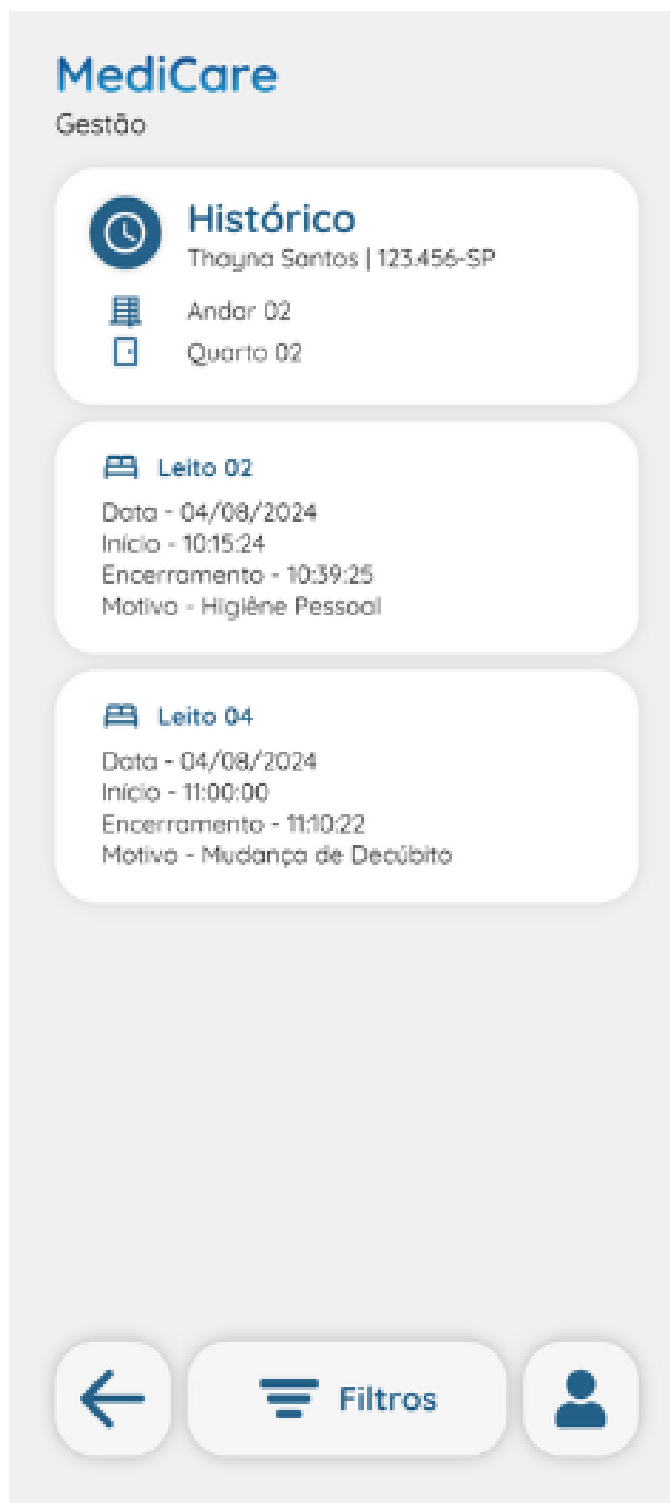 MediCare
Gestão
Histórico
Thayna Santos | 123.456-SP
Andar 02
Quarto 02
Leito 02
Data - 04/08/2024
Início - 10:15:24
Encerramento - 10:39:25
Motivo - Higiêne Pessoal
Leito 04
Data - 04/08/2024
Início - 11:00:00
Encerramento - 11:10:22
Motivo - Mudança de Decúbito
Filtros